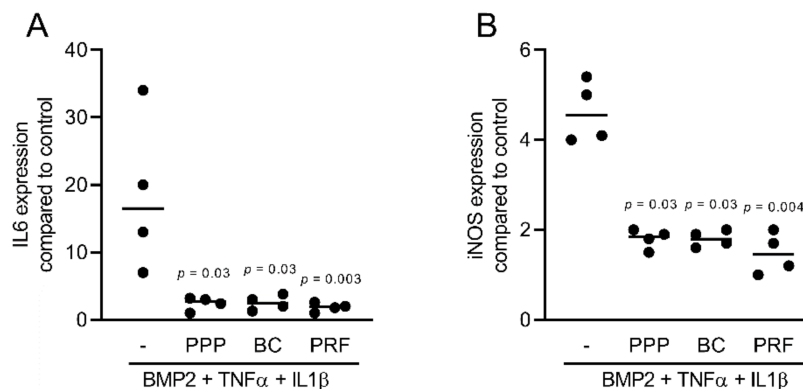 A
IL6 expression
compared to control
40
30
20
10
0
p = 0.03
p = 0.03
p = 0.003
- PPP BC PRF
BMP2 + TNFα + IL1β
B
iNOS expression
compared to control
6
4
2
0
p = 0.03
p = 0.03
p = 0.004
- PPP BC PRF
BMP2 + TNFα + IL1β